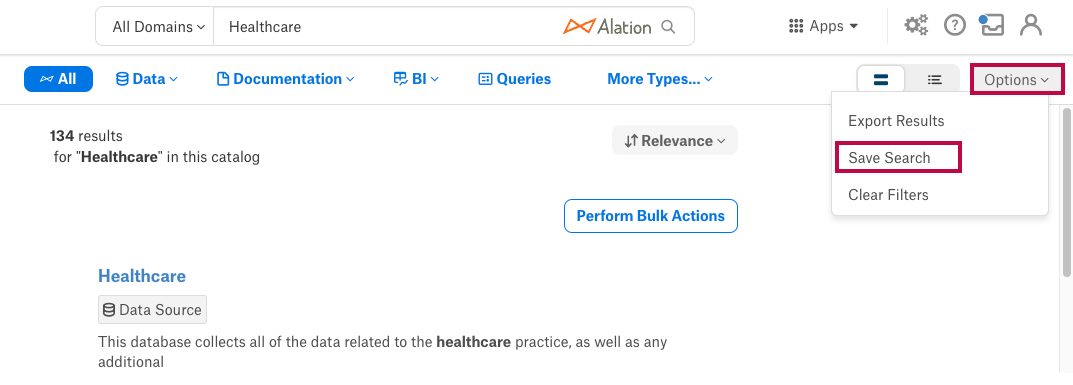 All Domains
Healthcare
Alation
Apps
All
Data
Documentation
BI
Queries
More Types...
Options
Export Results
Save Search
Clear Filters
134 results
for "Healthcare" in this catalog
Relevance
Perform Bulk Actions
Healthcare
Data Source
This database collects all of the data related to the healthcare practice, as well as any
additional